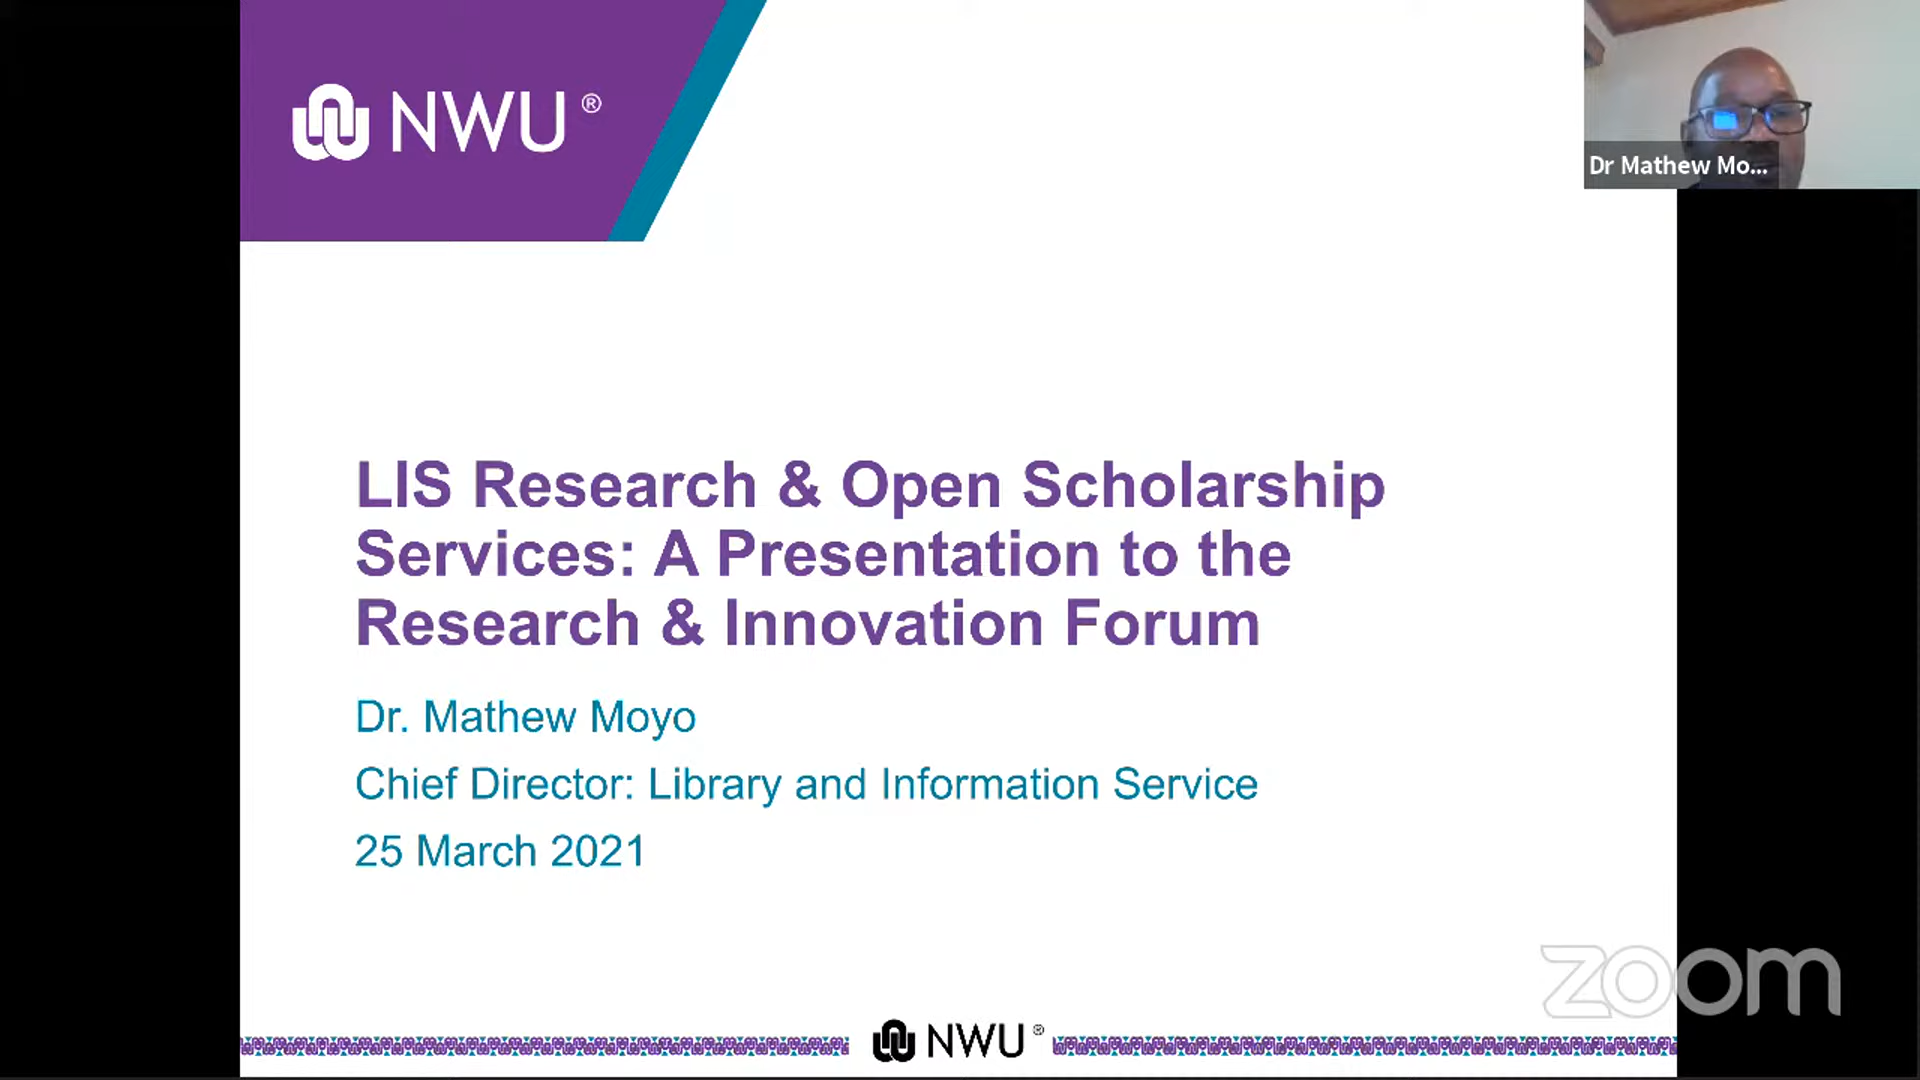 NWU®
Dr Mathew Mo...
LIS Research & Open Scholarship
Services: A Presentation to the
Research & Innovation Forum
Dr. Mathew Moyo
Chief Director: Library and Information Service
25 March 2021
zoom
NWU®